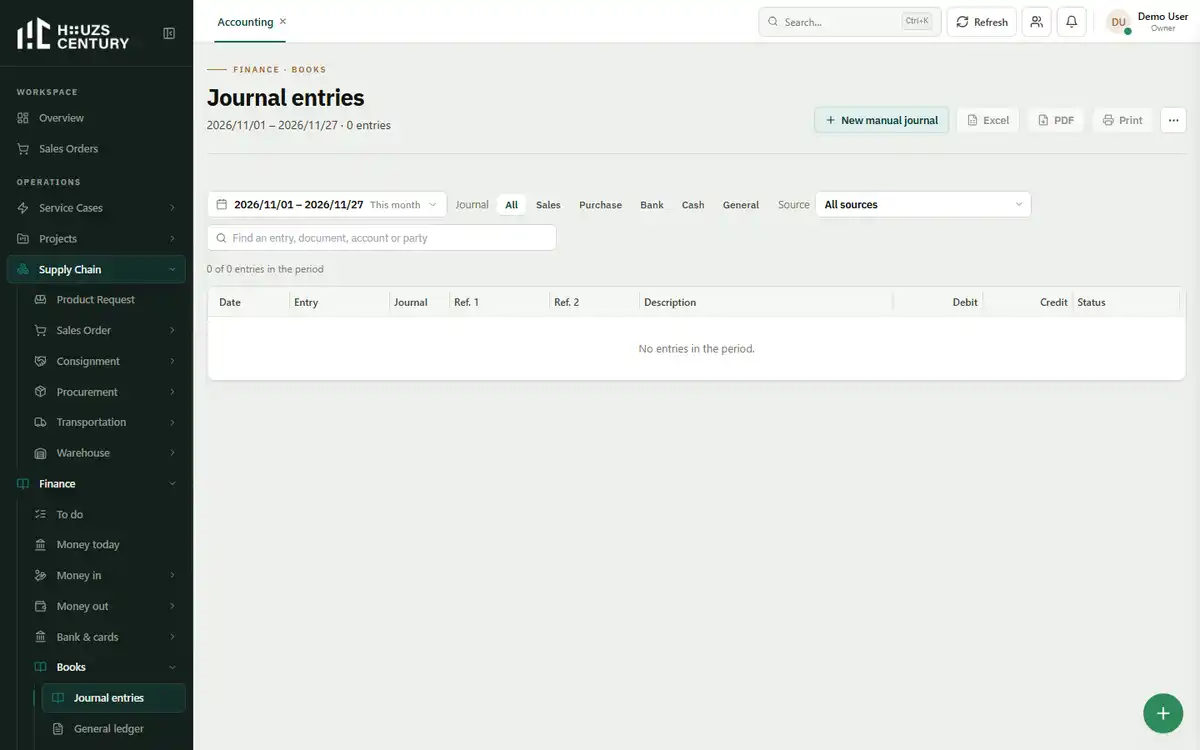 HOUZS CENTURY
WORKSPACE
Overview
Sales Orders
OPERATIONS
Service Cases
Projects
Supply Chain
Product Request
Sales Order
Consignment
Procurement
Transportation
Warehouse
Finance
To do
Money today
Money in
Money out
Bank & cards
Books
Journal entries
General ledger
Accounting ×
Search... Ctrl+K
Refresh
DU
Demo User
Owner
FINANCE · BOOKS
Journal entries
2026/11/01 – 2026/11/27 · 0 entries
+ New manual journal Excel PDF Print ...
2026/11/01 – 2026/11/27 This month Journal All Sales Purchase Bank Cash General Source All sources
Find an entry, document, account or party
0 of 0 entries in the period
Date Entry Journal Ref. 1 Ref. 2 Description Debit Credit Status
No entries in the period.
+